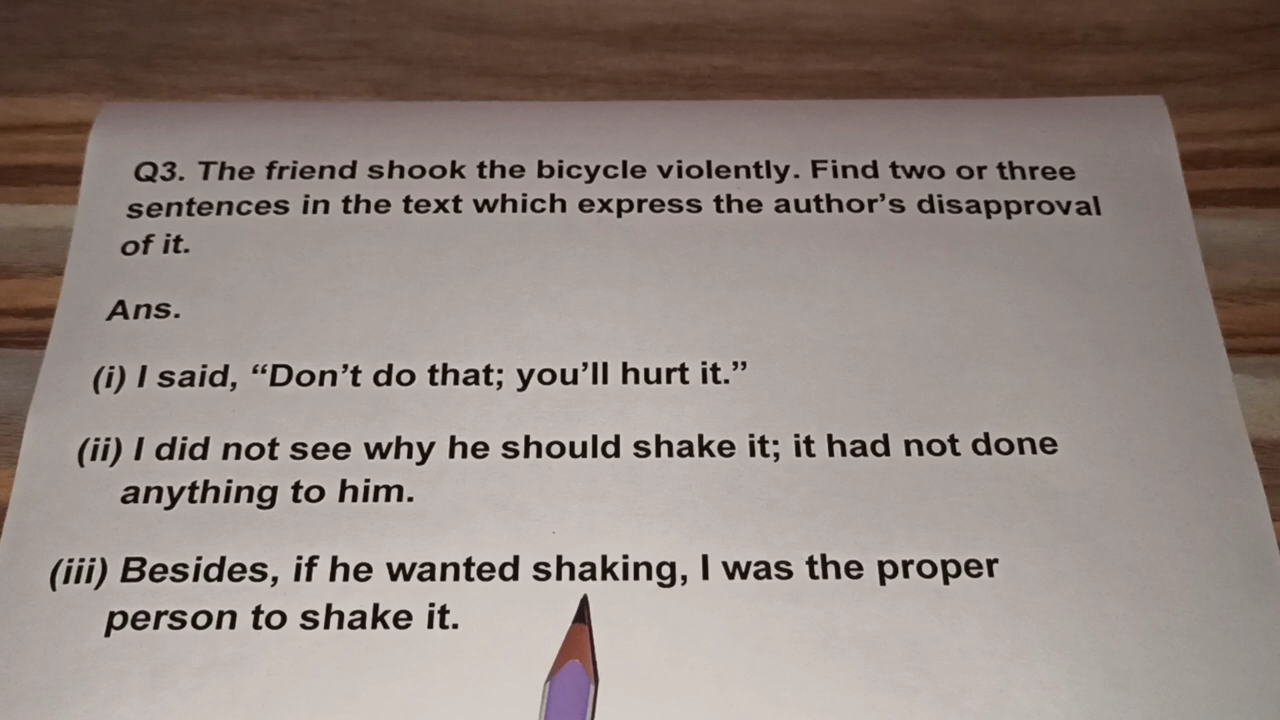 Q3. The friend shook the bicycle violently. Find two or three
sentences in the text which express the author's disapproval
of it.
Ans.
(i) I said, “Don't do that; you'll hurt it.”
(ii) I did not see why he should shake it; it had not done
anything to him.
(iii) Besides, if he wanted shaking, I was the proper
person to shake it.